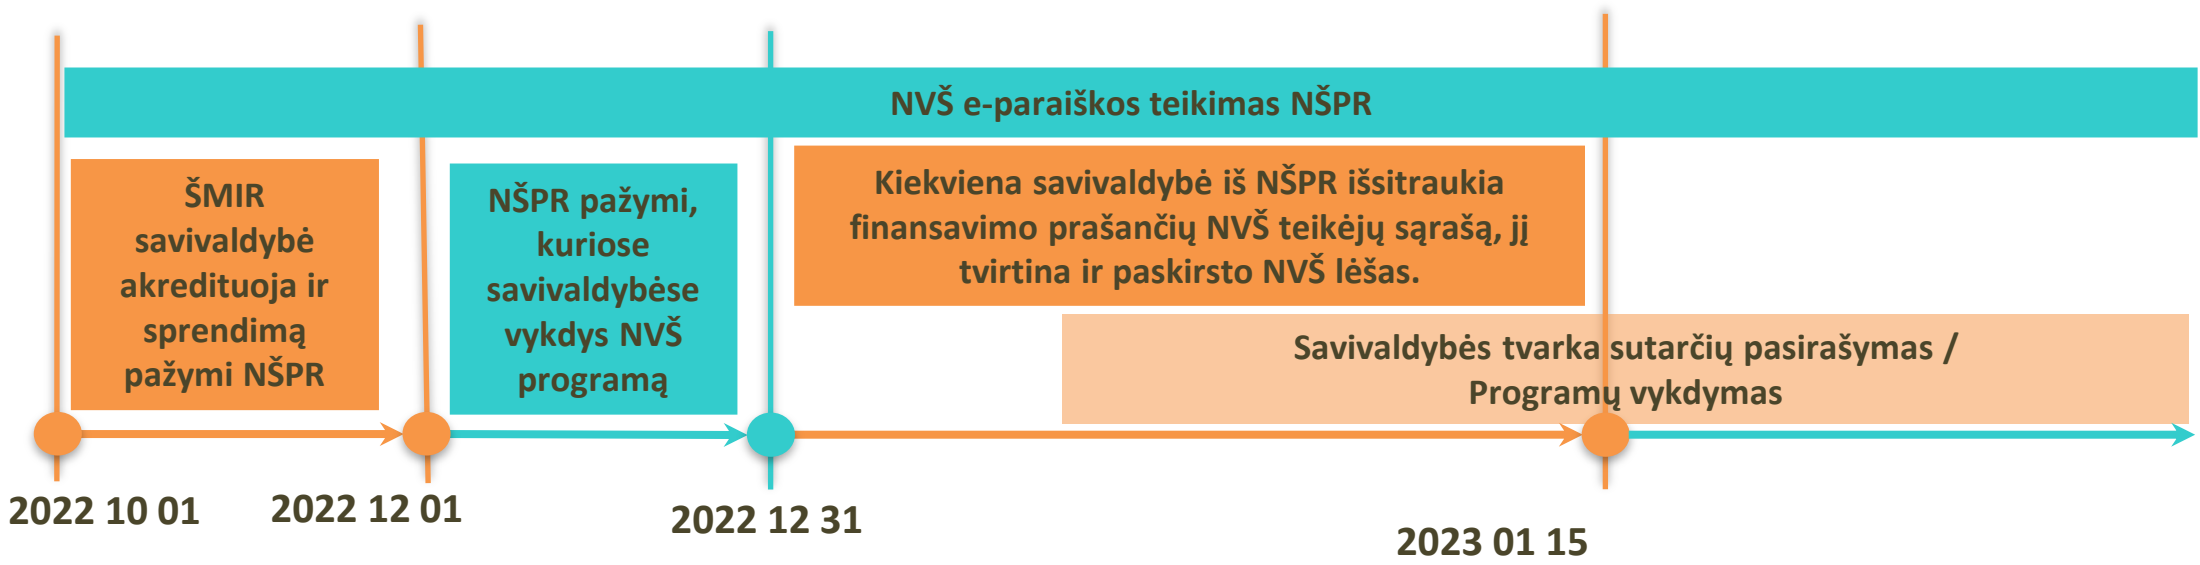 NVŠ e-paraiškos teikimas NŠPR
ŠMIR
savivaldybė
akredituoja ir
sprendimą
pažymi NŠPR
NŠPR pažymi,
kuriose
savivaldybėse
vykdys NVŠ
programą
Kiekviena savivaldybė iš NŠPR išsitraukia
finansavimo prašančių NVŠ teikėjų sąrašą, jį
tvirtina ir paskirsto NVŠ lėšas.
Savivaldybės tvarka sutarčių pasirašymas /
Programų vykdymas
2022 10 01
2022 12 01
2022 12 31
2023 01 15